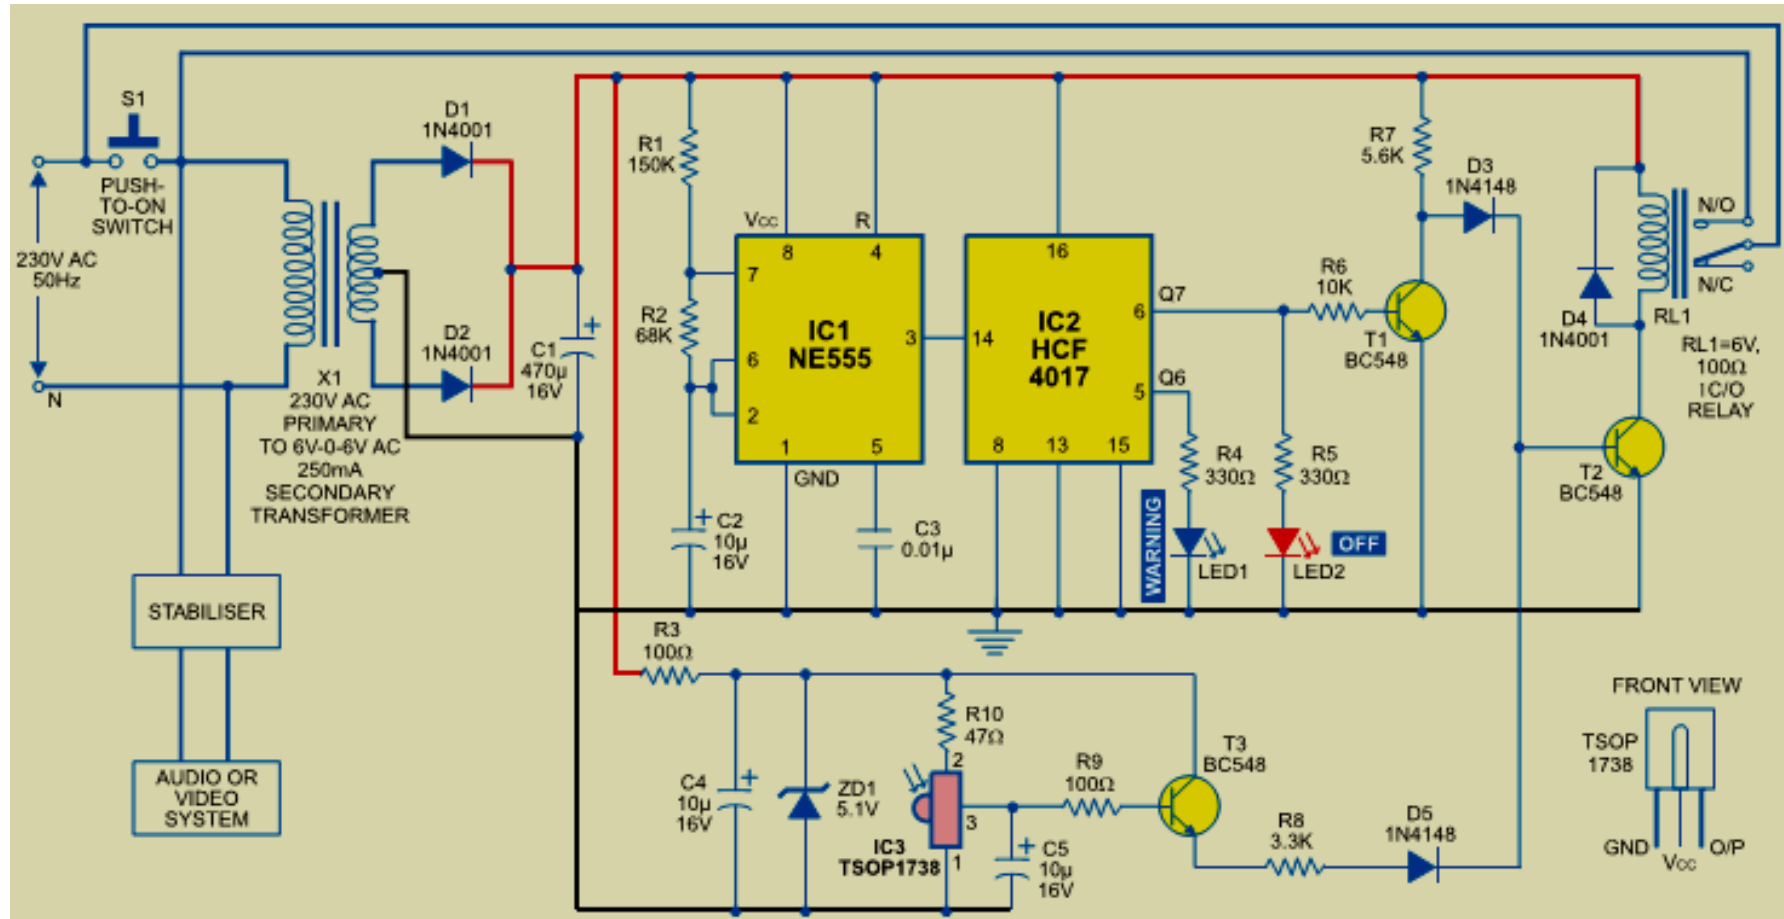 S1
PUSH-
TO-ON
SWITCH
230V AC
50Hz
N
D1
1N4001
D2
1N4001
X1
230V AC
PRIMARY
TO 6V-0-6V AC
250mA
SECONDARY
TRANSFORMER
C1
470µ
16V
+
STABILISER
AUDIO OR
VIDEO
SYSTEM
R1
150K
R2
68K
C2
10µ
16V
+
Vcc
R
8
4
7
6
2
3
1
5
IC1
NE555
GND
C3
0.01µ
16
14
IC2
HCF
4017
6
5
8
13
15
Q7
Q6
R4
330Ω
R5
330Ω
WARNING
LED1
LED2
OFF
R6
10K
R7
5.6K
T1
BC548
D3
1N4148
D4
1N4001
N/O
N/C
RL1
RL1=6V,
100Ω
IC/O
RELAY
T2
BC548
R3
100Ω
C4
10µ
16V
+
ZD1
5.1V
R10
47Ω
2
3
1
IC3
TSOP1738
C5
10µ
16V
+
R9
100Ω
T3
BC548
R8
3.3K
D5
1N4148
FRONT VIEW
TSOP
1738
GND
Vcc
O/P